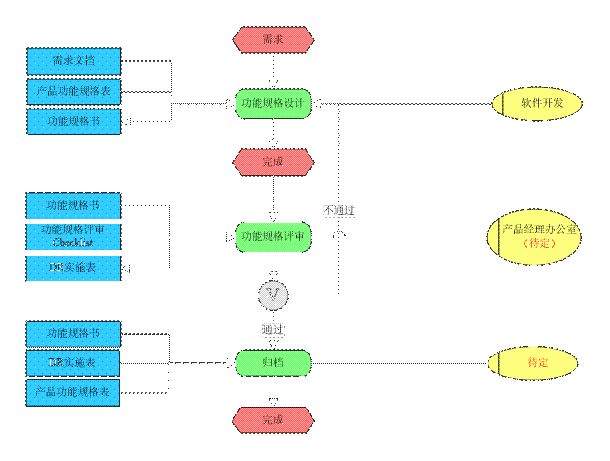 需求
需求文档
产品功能规格表
功能规格书
功能规格设计
软件开发
完成
功能规格书
功能规格评审
Checklist
DR实施表
功能规格评审
不通过
产品经理办公室
(待定)
V
通过
功能规格书
DR实施表
产品功能规格表
归档
待定
完成